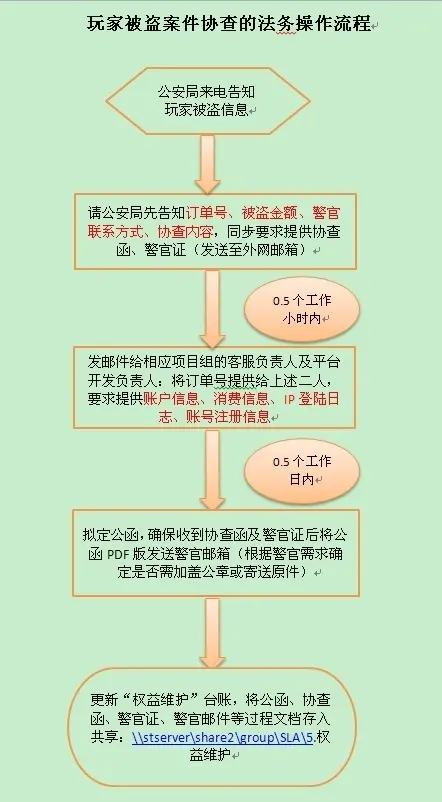 玩家被盗案件协查的法务操作流程
公安局来电告知
玩家被盗信息
请公安局先告知订单号、被盗金额、警官
联系方式、协查内容，同步要求提供协查
函、警官证（发送至外网邮箱）
0.5 个工作
小时内
发邮件给相应项目组的客服负责人及平台
开发负责人：将订单号提供给上述二人，
要求提供账户信息、消费信息、IP 登陆日
志、账号注册信息
0.5 个工作
日内
拟定公函，确保收到协查函及警官证后将公
函 PDF 版发送警官邮箱（根据警官需求确
定是否需加盖公章或寄送原件）
更新“权益维护”台账，将公函、协查
函、警官证、警官邮件等过程文档存入
共享：\\stserver\share2\group\SLA\5.权
益维护